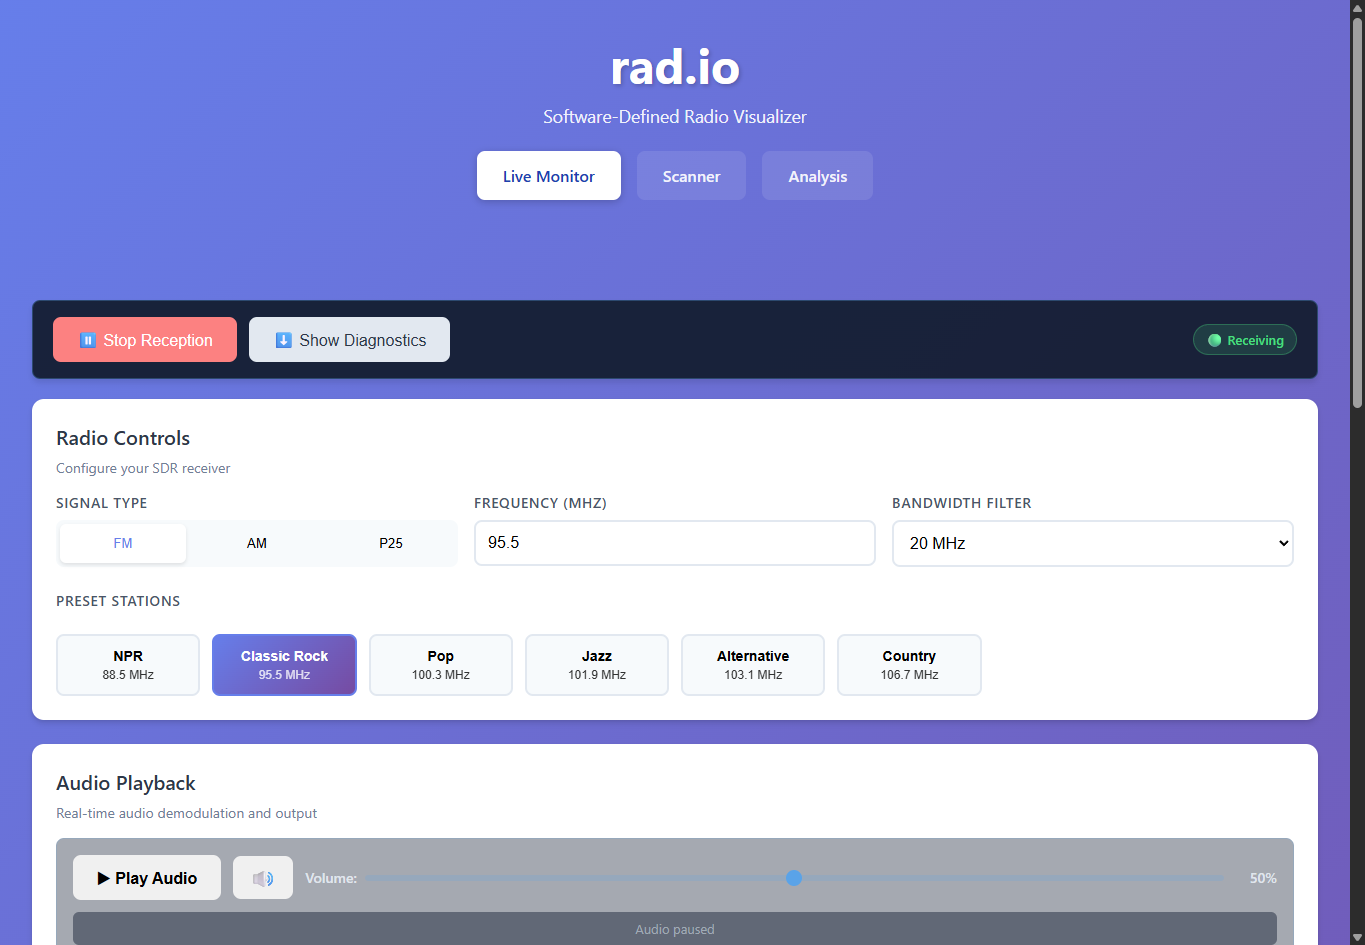 rad.io
Software-Defined Radio Visualizer
Live Monitor Scanner Analysis
Stop Reception Show Diagnostics Receiving
Radio Controls
Configure your SDR receiver
SIGNAL TYPE FREQUENCY (MHZ) BANDWIDTH FILTER
FM AM P25 95.5 20 MHz
PRESET STATIONS
NPR Classic Rock Pop Jazz Alternative Country
88.5 MHz 95.5 MHz 100.3 MHz 101.9 MHz 103.1 MHz 106.7 MHz
Audio Playback
Real-time audio demodulation and output
Play Audio Volume: 50%
Audio paused